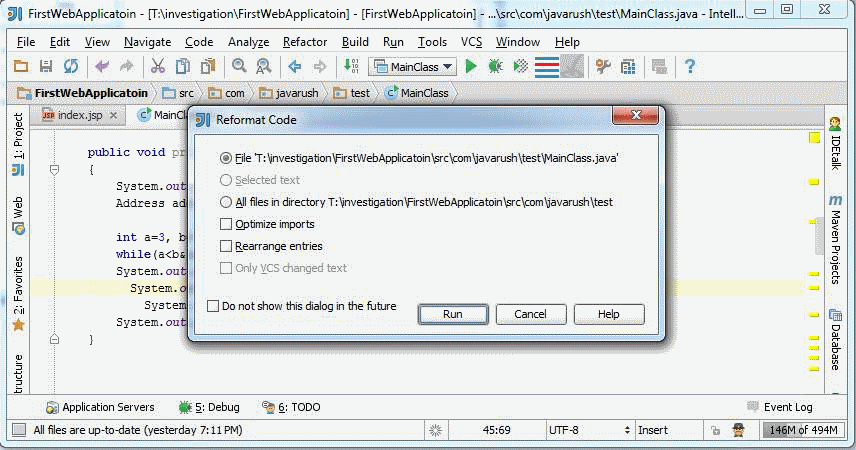 FirstWebApplicatoin - [T:\investigation\FirstWebApplicatoin] - [FirstWebApplicatoin] - ...\src\com\javarush\test\MainClass.java - Intell...
File Edit View Navigate Code Analyze Refactor Build Run Tools VCS Window Help
MainClass
FirstWebApplicatoin src com javarush test MainClass
index.jsp MainCl
1: Project
Web
2: Favorites
tructure
public void pr
{
System.out
Address ad
int a=3, b
while(a<b&
System.out
System.o
System
System.out
}
Reformat Code
File 'T:\investigation\FirstWebApplicatoin\src\com\javarush\test\MainClass.java'
Selected text
All files in directory T:\investigation\FirstWebApplicatoin\src\com\javarush\test
Optimize imports
Rearrange entries
Only VCS changed text
Do not show this dialog in the future
Run Cancel Help
IDEtalk
Maven Projects
Database
Application Servers 5: Debug 6: TODO Event Log
All files are up-to-date (yesterday 7:11 PM) 45:69 UTF-8 Insert 146M of 494M